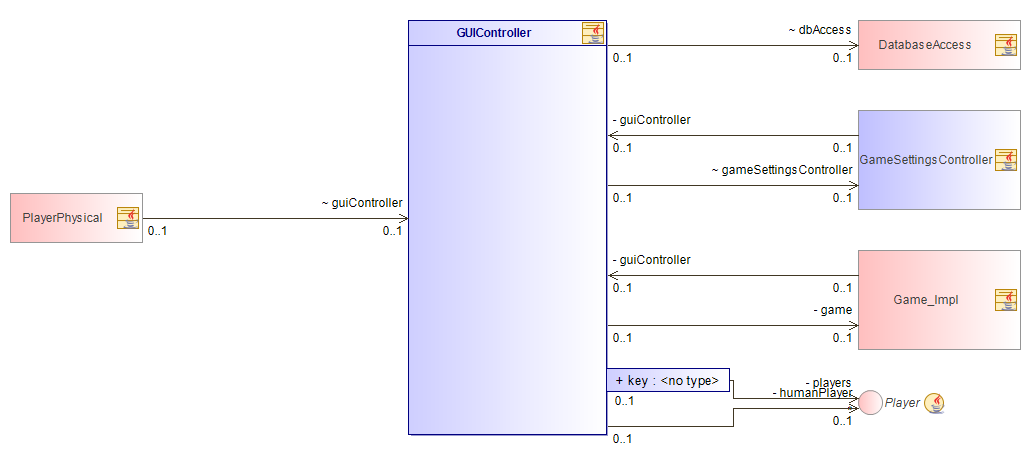 GUIController
~ dbAccess
0..1
0..1
DatabaseAccess
- guiController
0..1
0..1
GameSettingsController
~ gameSettingsController
0..1
0..1
PlayerPhysical
~ guiController
0..1
0..1
- guiController
0..1
0..1
Game_Impl
- game
0..1
0..1
+ key : <no type>
- players
- humanPlayer
0..1
Player
0..1
0..1